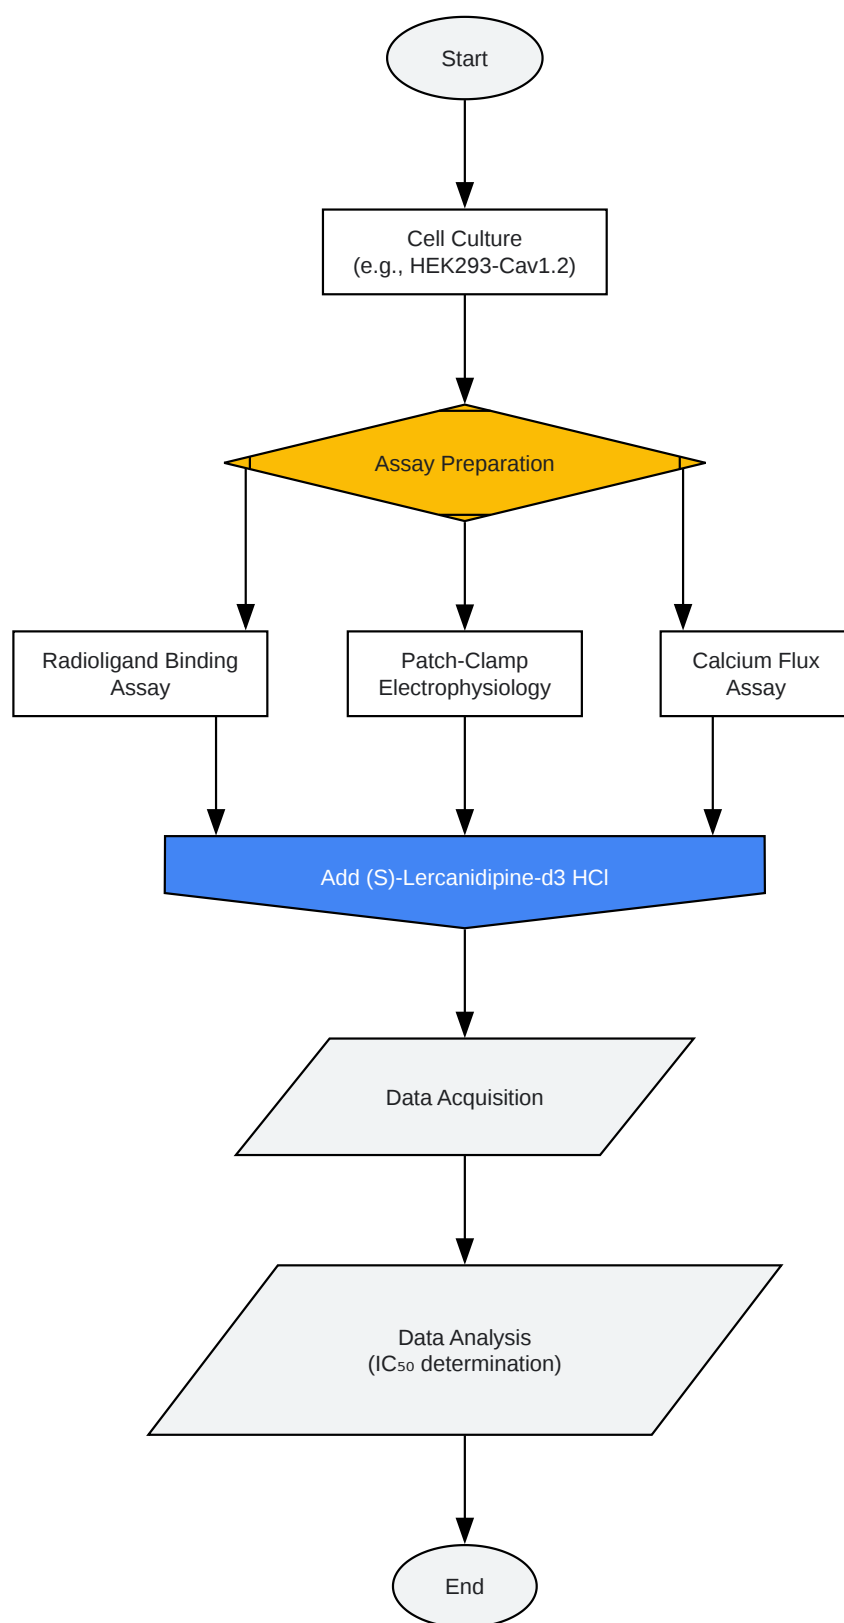 Start
Cell Culture
(e.g., HEK293-Cav1.2)
Assay Preparation
Radioligand Binding
Assay
Patch-Clamp
Electrophysiology
Calcium Flux
Assay
Add (S)-Lercanidipine-d3 HCl
Data Acquisition
Data Analysis
(IC₅₀ determination)
End